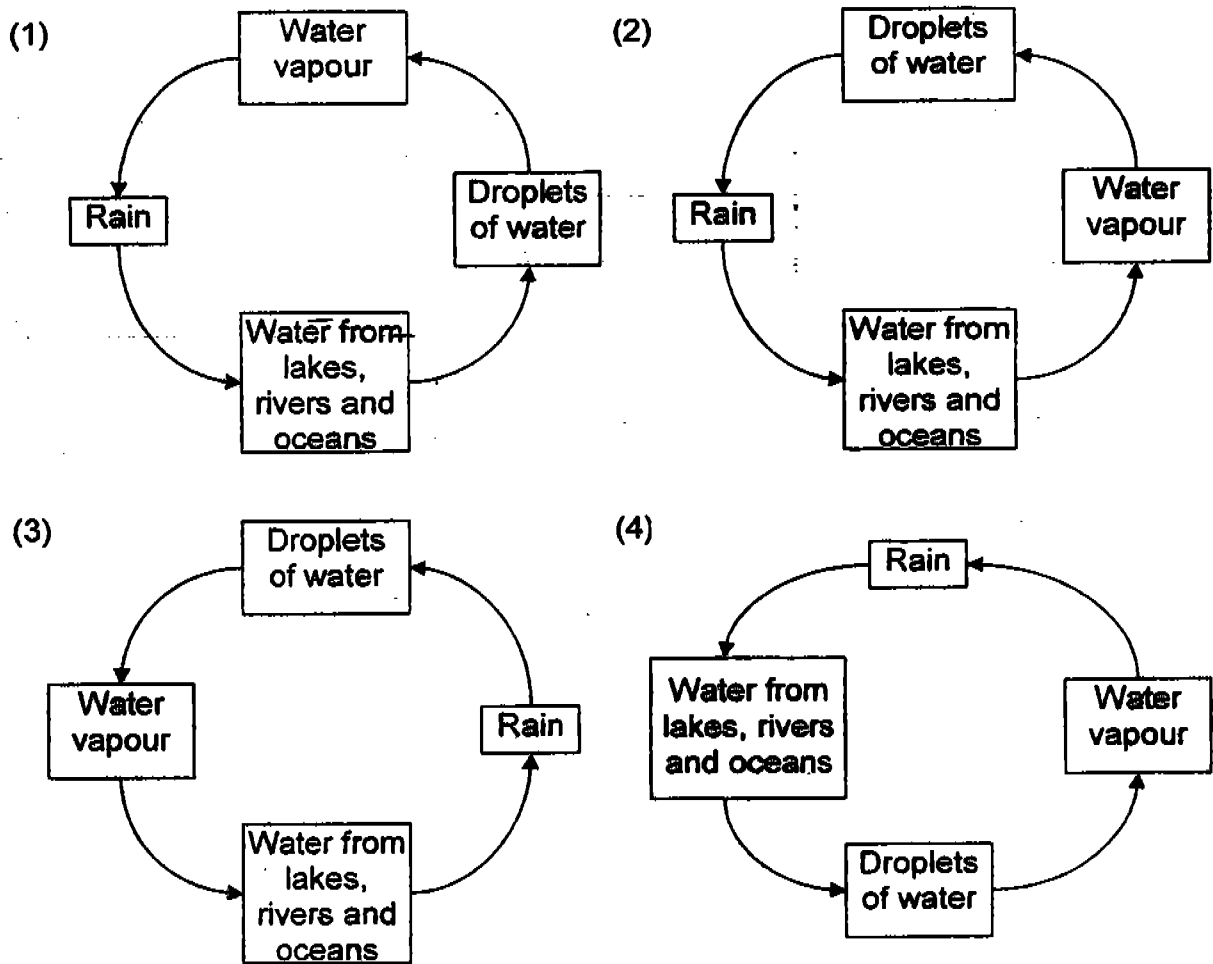 (1)
Water
vapour
Rain
Droplets
of water
Water from
lakes,
rivers and
oceans
(2)
Droplets
of water
Rain
Water
vapour
Water from
lakes,
rivers and
oceans
(3)
Droplets
of water
Water
vapour
Rain
Water from
lakes,
rivers and
oceans
(4)
Rain
Water from
lakes, rivers
and oceans
Water
vapour
Droplets
of water